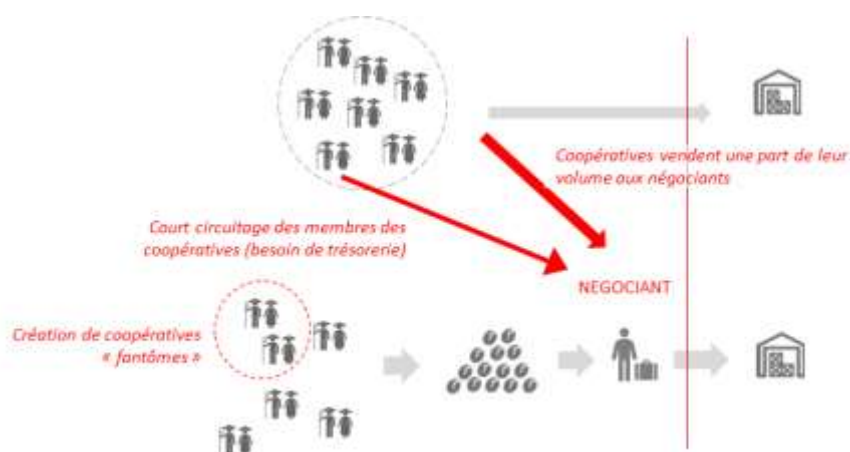 Coopératives vendent une part de leur
volume aux négociants
Court circuitage des membres des
coopératives (besoin de trésorerie)
NEGOCIANT
Création de coopératives
« fantômes »